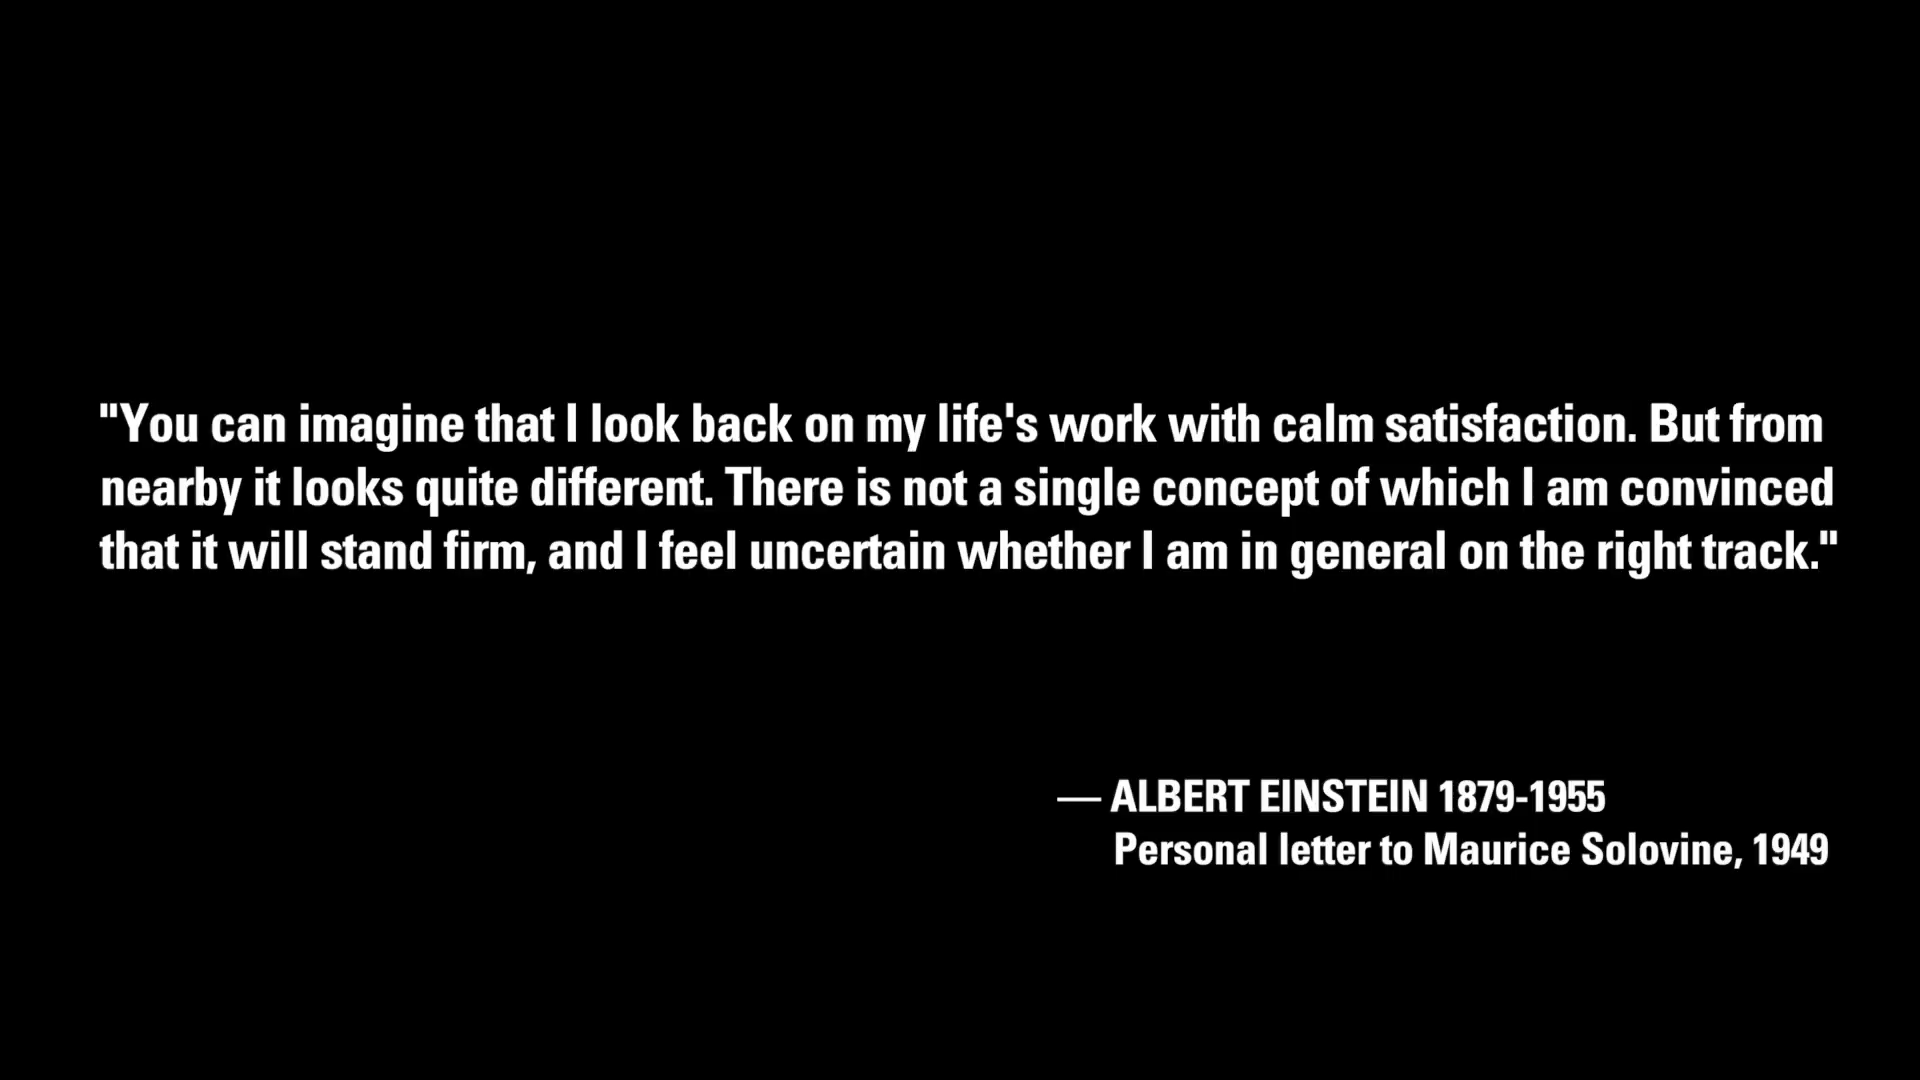 "You can imagine that I look back on my life's work with calm satisfaction. But from
nearby it looks quite different. There is not a single concept of which I am convinced
that it will stand firm, and I feel uncertain whether I am in general on the right track."
— ALBERT EINSTEIN 1879-1955
Personal letter to Maurice Solovine, 1949